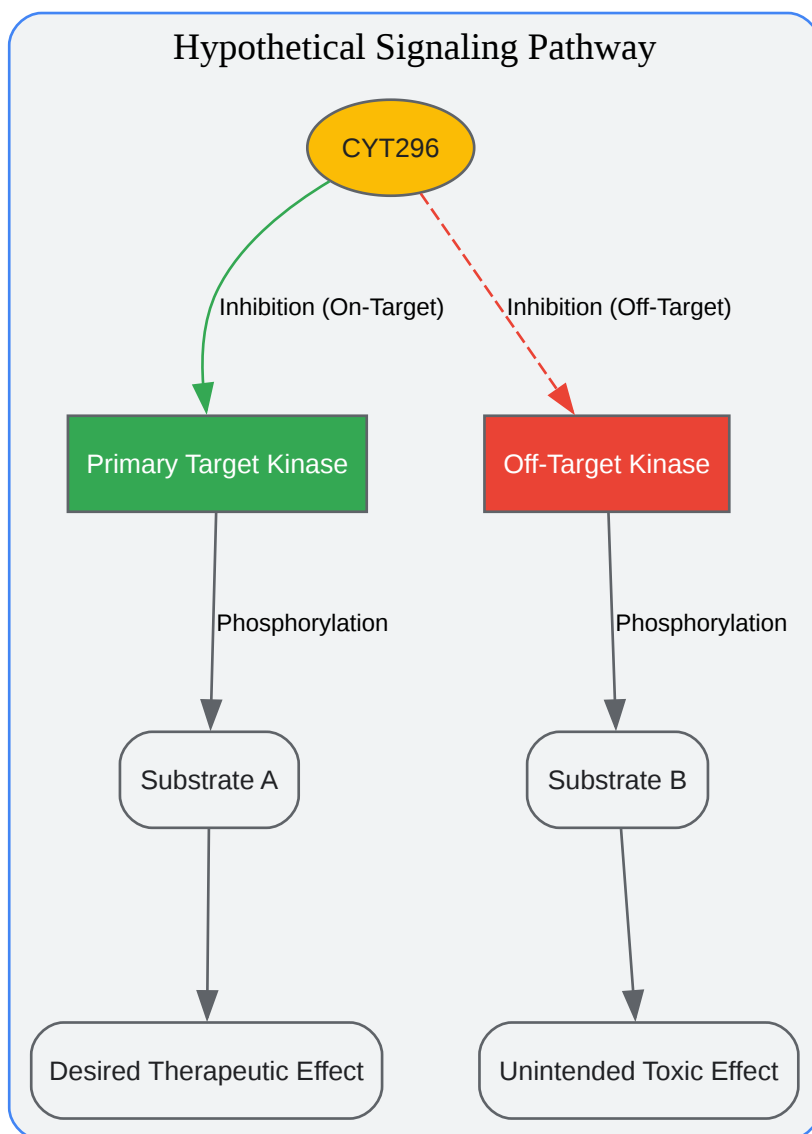 Hypothetical Signaling Pathway
CYT296
Inhibition (On-Target)
Inhibition (Off-Target)
Primary Target Kinase
Off-Target Kinase
Phosphorylation
Phosphorylation
Substrate A
Substrate B
Desired Therapeutic Effect
Unintended Toxic Effect